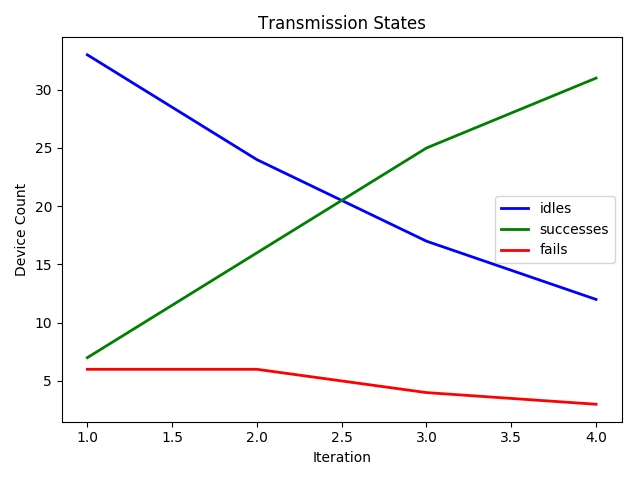 Transmission States
Device Count
30
25
20
15
10
5
idles
successes
fails
1.0 1.5 2.0 2.5 3.0 3.5 4.0
Iteration